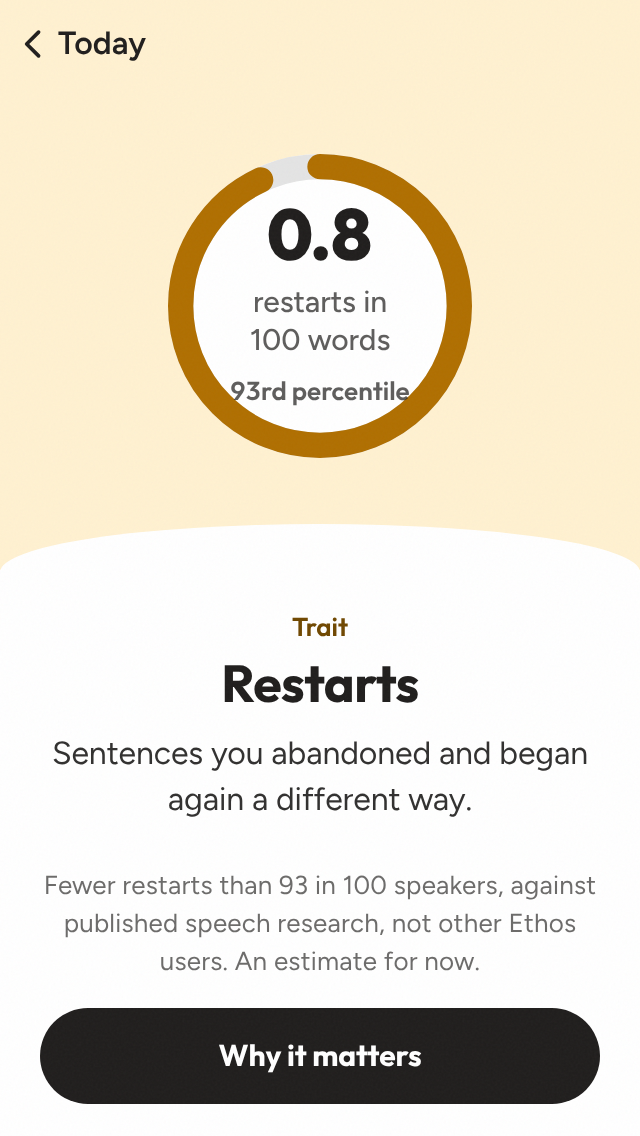 Today
0.8
restarts in
100 words
93rd percentile
Trait
Restarts
Sentences you abandoned and began
again a different way.
Fewer restarts than 93 in 100 speakers, against
published speech research, not other Ethos
users. An estimate for now.
Why it matters